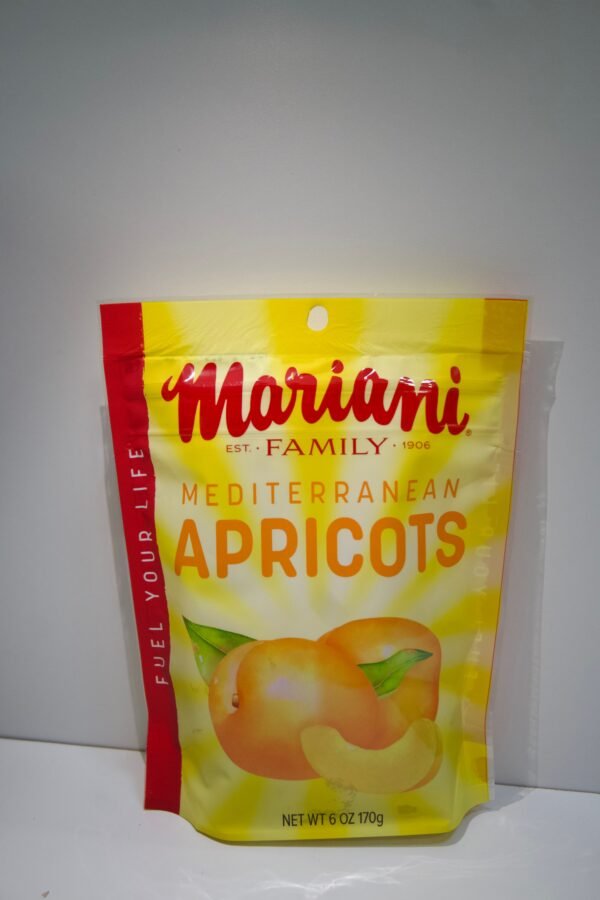 Mariani®
EST. · FAMILY · 1906
MEDITERRANEAN
APRICOTS
FUEL YOUR LIFE
NET WT 6 OZ 170g